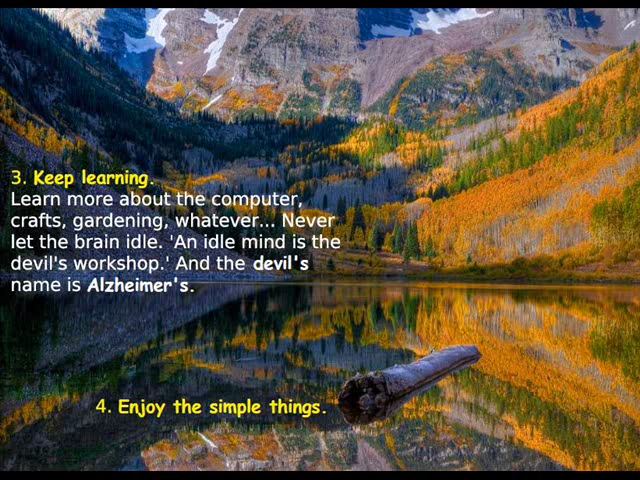 3. Keep learning.
Learn more about the computer,
crafts, gardening, whatever... Never
let the brain idle. 'An idle mind is the
devil's workshop.' And the devil's
name is Alzheimer's.
4. Enjoy the simple things.